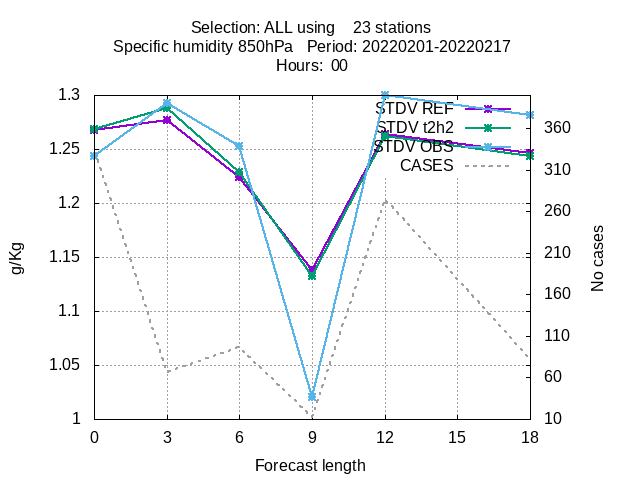 Selection: ALL using    23 stations
Specific humidity 850hPa   Period: 20220201-20220217
Hours:  00
1.3
1.25
1.2
1.15
1.1
1.05
1
g/Kg
STDV REF
STDV t2h2
STDV OBS
CASES
360
310
260
210
160
110
60
10
No cases
0 3 6 9 12 15 18
Forecast length